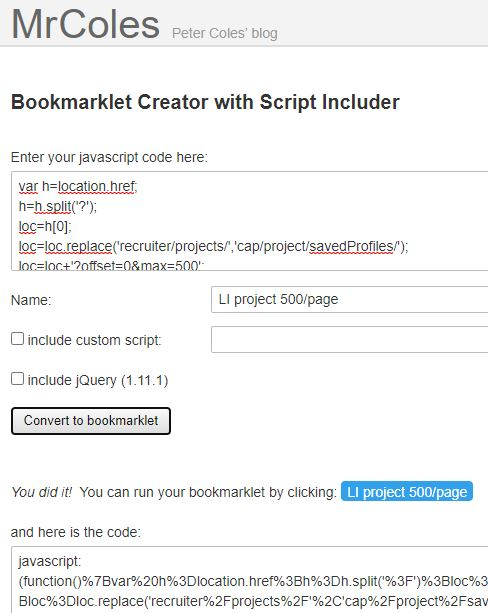 MrColes Peter Coles' blog
Bookmarklet Creator with Script Includer
Enter your javascript code here:
var h=location.href;
h=h.split('?');
loc=h[0];
loc=loc.replace('recruiter/projects/','cap/project/savedProfiles/');
loc=loc+'?offset=0&max=500';
Name: LI project 500/page
include custom script:
include jQuery (1.11.1)
Convert to bookmarklet
You did it! You can run your bookmarklet by clicking: LI project 500/page
and here is the code:
javascript:
(function()%7Bvar%20h%3Dlocation.href%3Bh%3Dh.split('%3F')%3Bloc%3
Bloc%3Dloc.replace('recruiter%2Fprojects%2F'%2C'cap%2Fproject%2Fsav